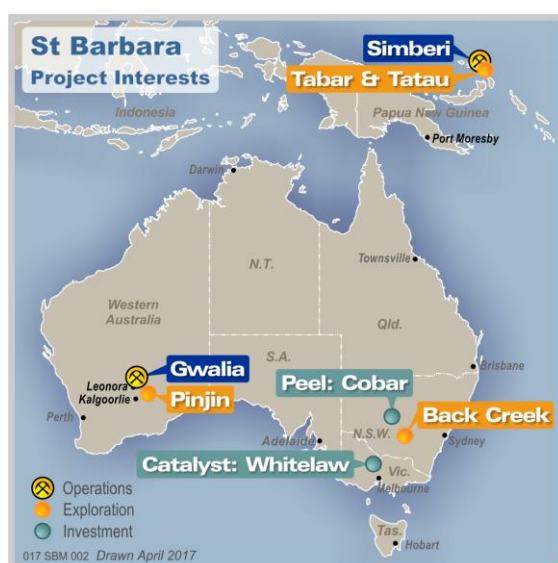 St Barbara
Project Interests
Simberi
Tabar & Tatau
Indonesia
Papua New Guinea
Port Moresby
Darwin
N.T.
Townsville
Western
Australia
Qld.
S.A.
Gwalia
Leonora
Kalgoorlie
Pinjin
Perth
Brisbane
Peel: Cobar
Back Creek
N.S.W.
Adelaide
Sydney
Catalyst: Whitelaw
Vic.
Melbourne
Operations
Exploration
Investment
Tas.
Hobart
017 SBM 002 Drawn April 2017